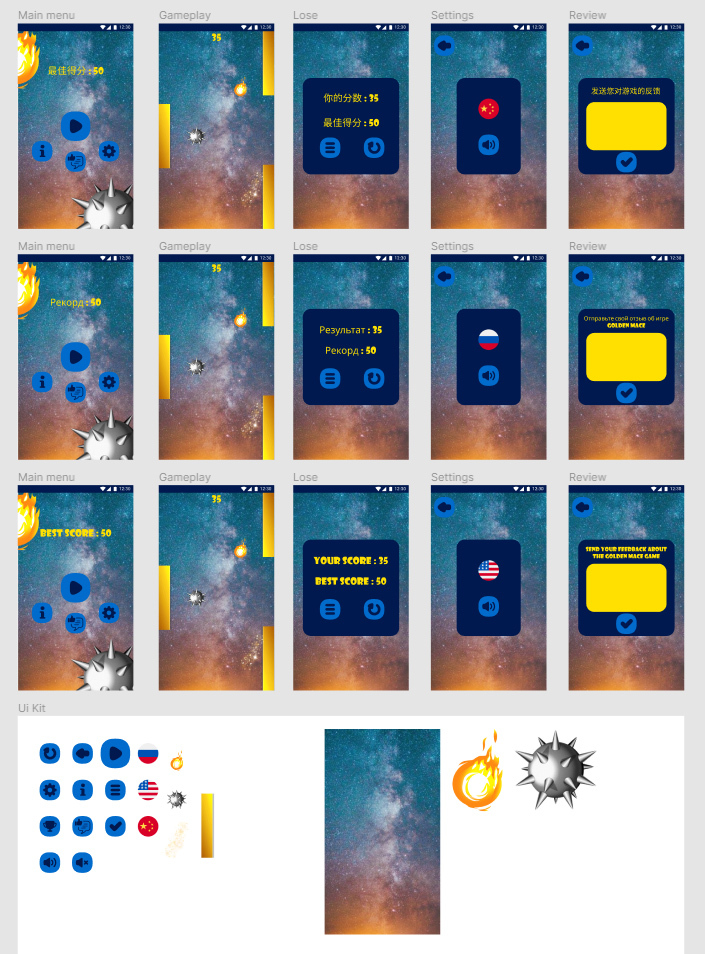 Main menu
Gameplay
Lose
Settings
Review
12:30
12:30
12:30
12:30
12:30
35
最佳得分 : 50
你的分数 : 35
最佳得分 : 50
发送您对游戏的反馈
Main menu
Gameplay
Lose
Settings
Review
12:30
12:30
12:30
12:30
12:30
35
Рекорд : 50
Результат : 35
Рекорд : 50
Отправьте свой отзыв об игре
GOLDEN MACE
Main menu
Gameplay
Lose
Settings
Review
12:30
12:30
12:30
12:30
12:30
35
BEST SCORE : 50
YOUR SCORE : 35
BEST SCORE : 50
SEND YOUR FEEDBACK ABOUT
THE GOLDEN MACE GAME
Ui Kit